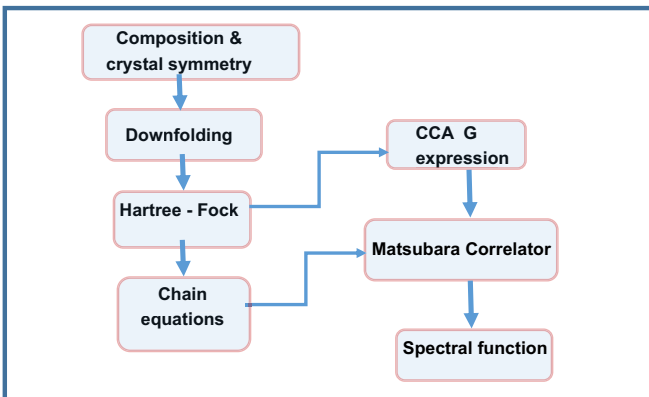 Composition &
crystal symmetry
Downfolding
Hartree - Fock
Chain
equations
CCA G
expression
Matsubara Correlator
Spectral function